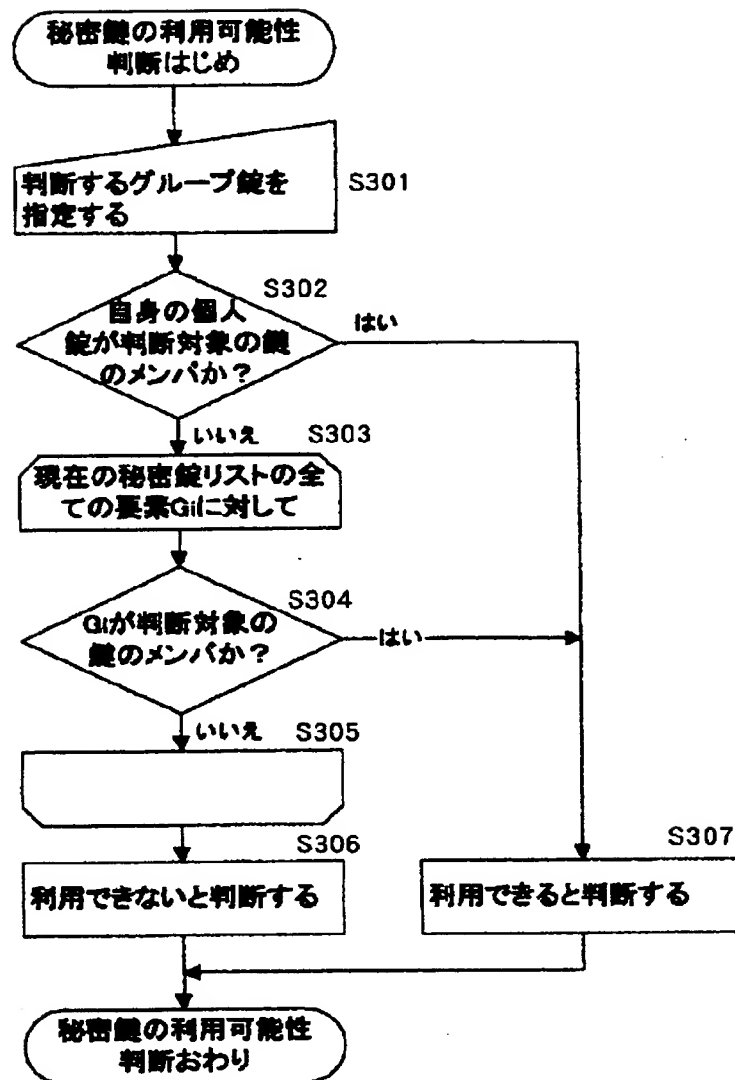 秘密鍵の利用可能性
判断はじめ
判断するグループ錠を
指定する
S301
S302
自身の個人
錠が判断対象の鍵
のメンバか？
はい
いいえ
S303
現在の秘密錠リストの全
ての要素Giに対して
S304
Giが判断対象の
鍵のメンバか？
はい
いいえ
S305
S306
利用できないと判断する
S307
利用できると判断する
秘密鍵の利用可能性
判断おわり